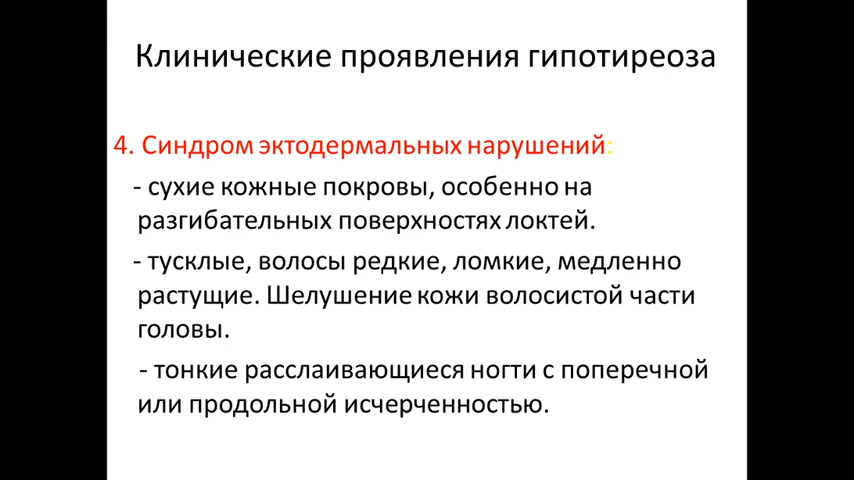 Клинические проявления гипотиреоза
4. Синдром эктодермальных нарушений:
- сухие кожные покровы, особенно на
разгибательных поверхностях локтей.
- тусклые, волосы редкие, ломкие, медленно
растущие. Шелушение кожи волосистой части
головы.
- тонкие расслаивающиеся ногти с поперечной
или продольной исчерченностью.